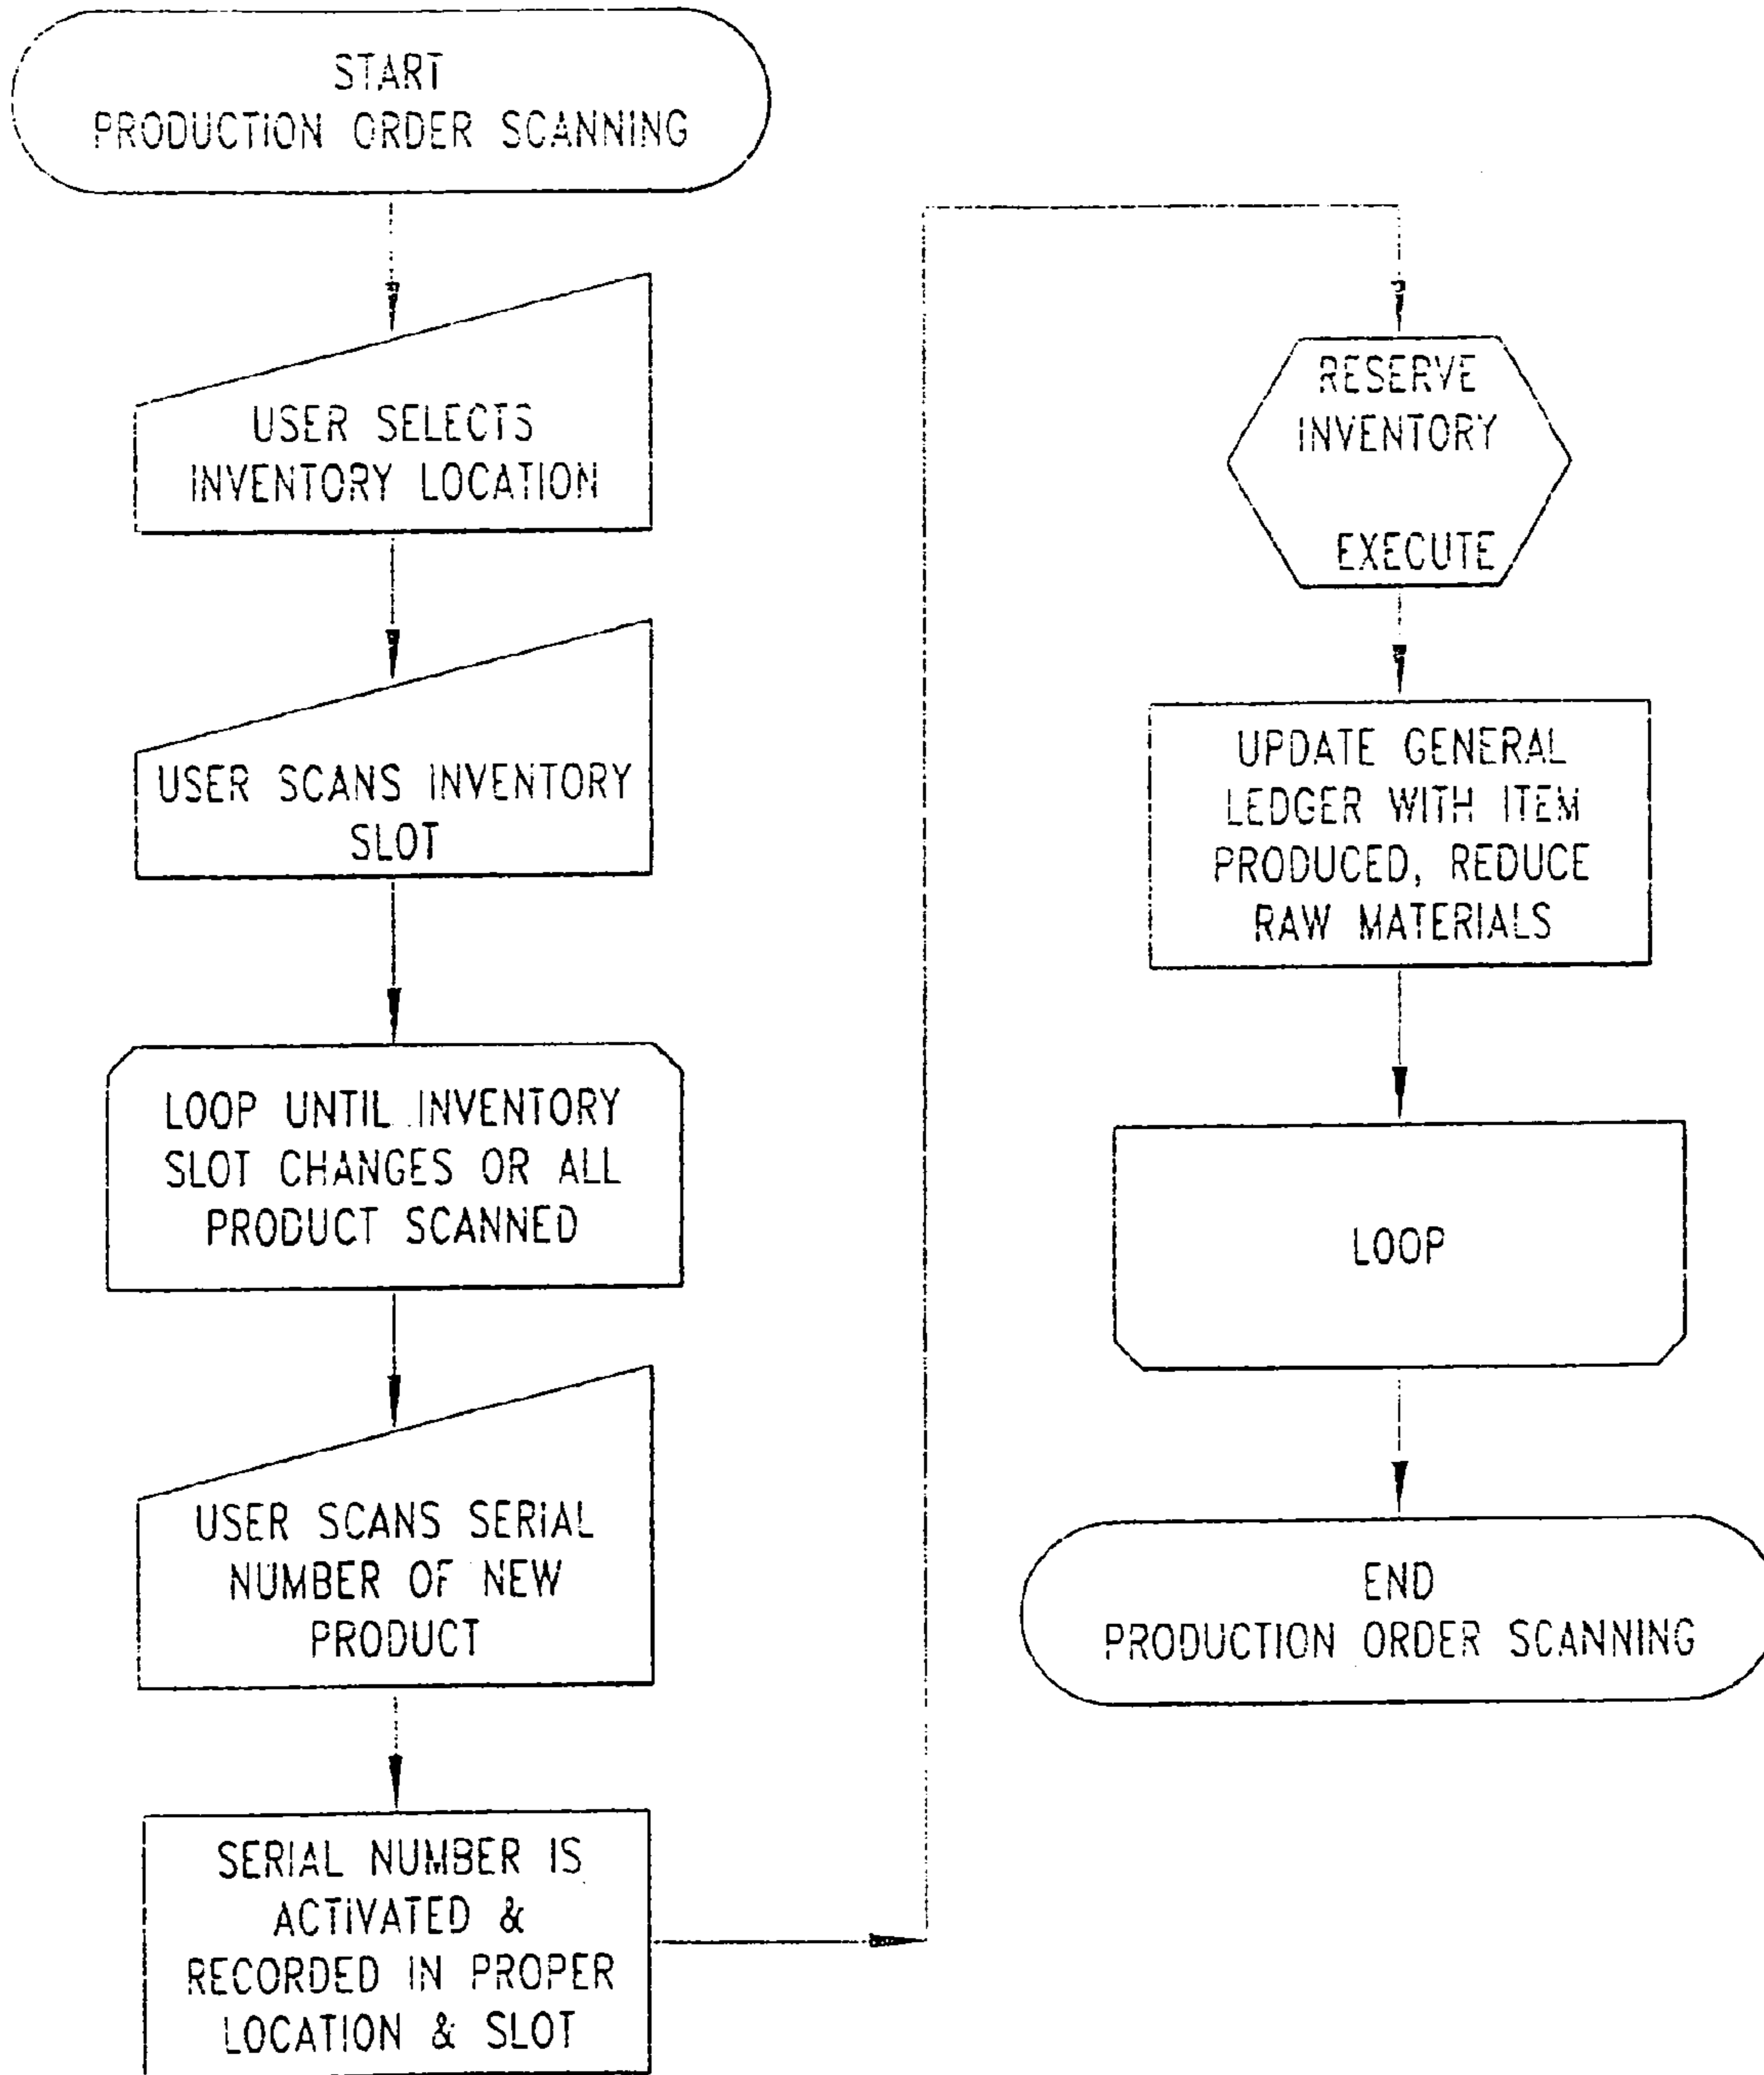 START
PRODUCTION ORDER SCANNING
USER SELECTS
INVENTORY LOCATION
USER SCANS INVENTORY
SLOT
LOOP UNTIL INVENTORY
SLOT CHANGES OR ALL
PRODUCT SCANNED
USER SCANS SERIAL
NUMBER OF NEW
PRODUCT
SERIAL NUMBER IS
ACTIVATED &
RECORDED IN PROPER
LOCATION & SLOT
RESERVE
INVENTORY
EXECUTE
UPDATE GENERAL
LEDGER WITH ITEM
PRODUCED, REDUCE
RAW MATERIALS
LOOP
END
PRODUCTION ORDER SCANNING